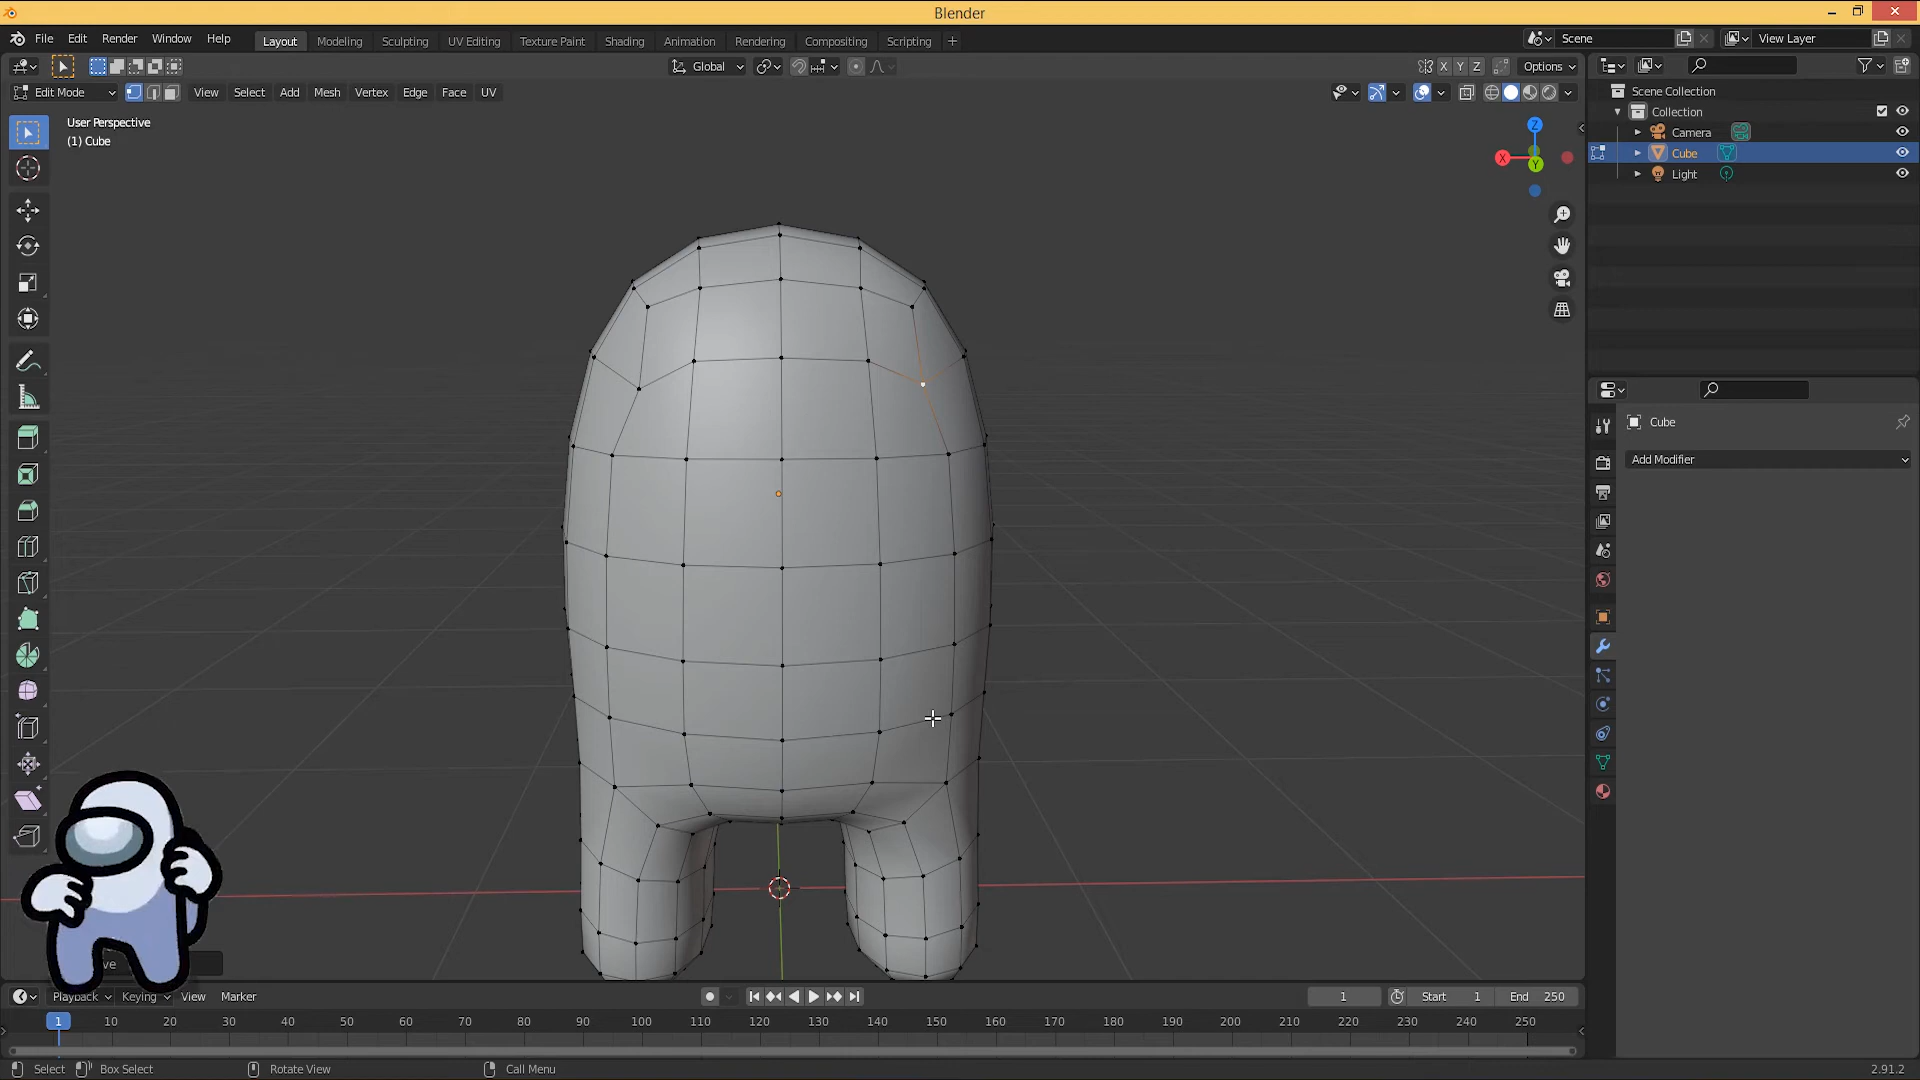 Blender
File Edit Render Window Help Layout Modeling Sculpting UV Editing Texture Paint Shading Animation Rendering Compositing Scripting + Scene View Layer
Global X Y Z Options
Edit Mode View Select Add Mesh Vertex Edge Face UV
Scene Collection
Collection
Camera
Cube
Light
User Perspective
(1) Cube
Z
X
Y
Cube
Add Modifier
ve
Playback Keying View Marker 1 Start 1 End 250
1 10 20 30 40 50 60 70 80 90 100 110 120 130 140 150 160 170 180 190 200 210 220 230 240 250
Select Box Select Rotate View Call Menu 2.91.2